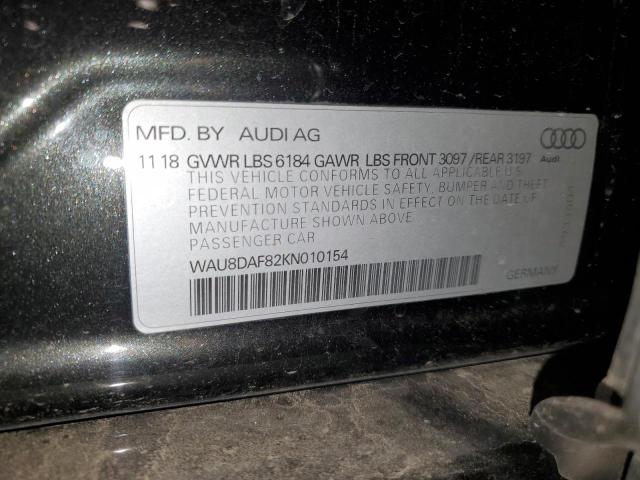 MFD. BY AUDI AG
11 18 GVWR LBS 6184 GAWR LBS FRONT 3097 / REAR 3197
Audi
THIS VEHICLE CONFORMS TO ALL APPLICABLE U.S.
FEDERAL MOTOR VEHICLE SAFETY, BUMPER AND THEFT
PREVENTION STANDARDS IN EFFECT ON THE DATE OF
MANUFACTURE SHOWN ABOVE.
PASSENGER CAR
WAU8DAF82KN010154
GERMANY